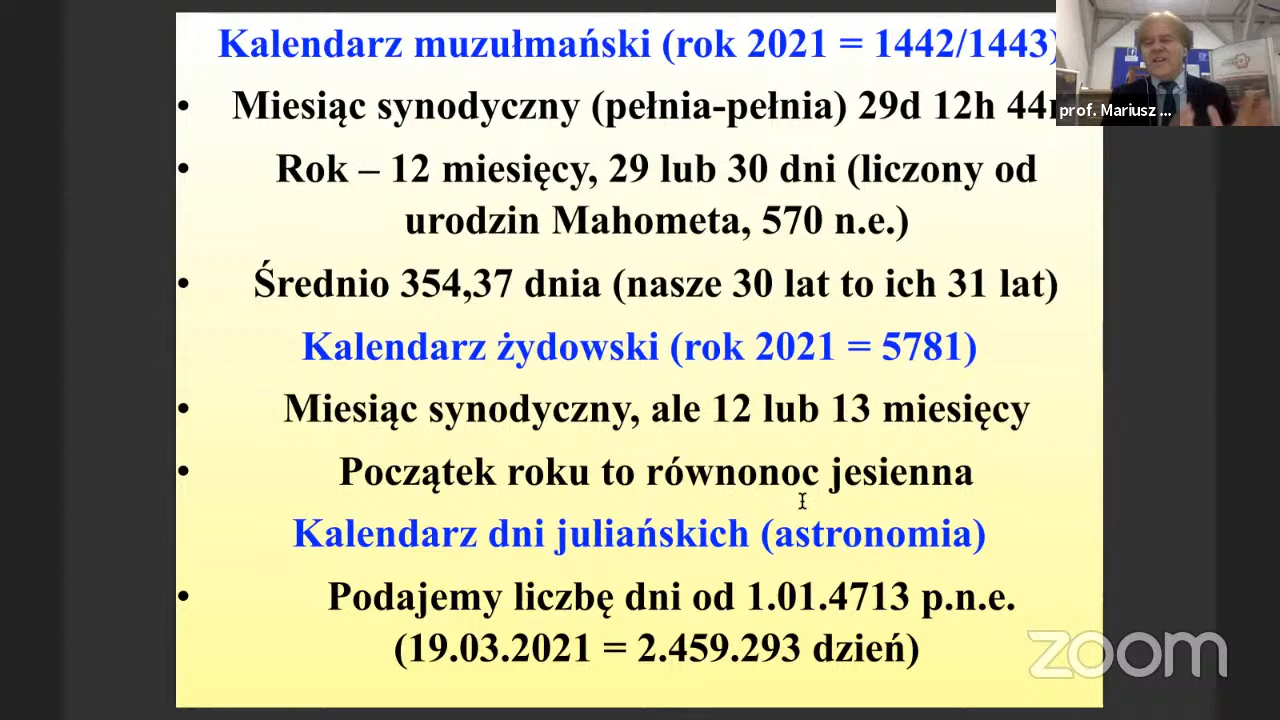 Kalendarz muzułmański (rok 2021 = 1442/1443)
• Miesiąc synodyczny (pełnia-pełnia) 29d 12h
• Rok – 12 miesięcy, 29 lub 30 dni (liczony od
urodzin Mahometa, 570 n.e.)
• Średnio 354,37 dnia (nasze 30 lat to ich 31 lat)
Kalendarz żydowski (rok 2021 = 5781)
• Miesiąc synodyczny, ale 12 lub 13 miesięcy
• Początek roku to równonoc jesienna
Kalendarz dni juliańskich (astronomia)
• Podajemy liczbę dni od 1.01.4713 p.n.e.
(19.03.2021 = 2.459.293 dzień)
prof. Mariusz ...
zoom